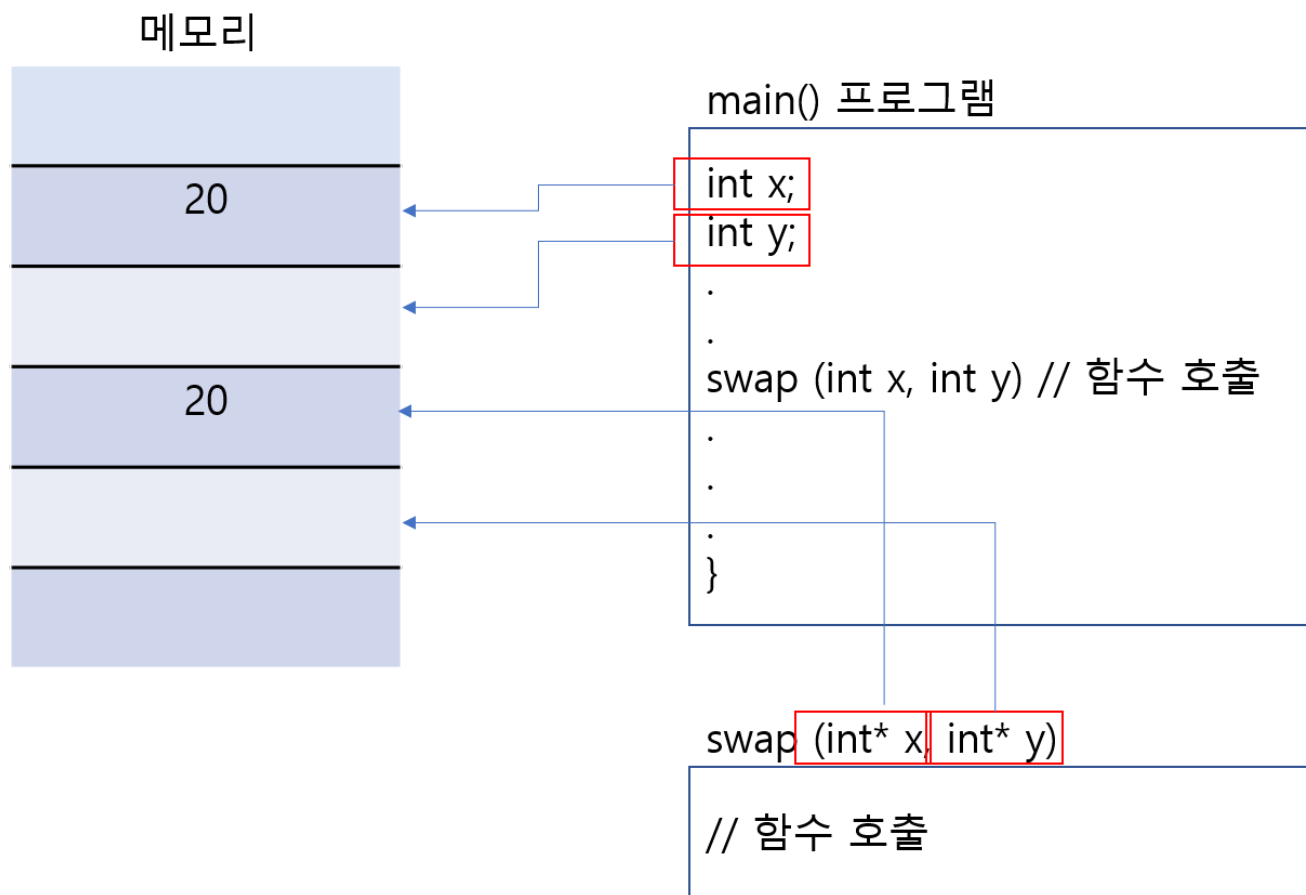 메모리
20
20
main() 프로그램
int x;
int y;
.
.
swap (int x, int y) // 함수 호출
.
.
.
}
swap (int* x, int* y)
// 함수 호출